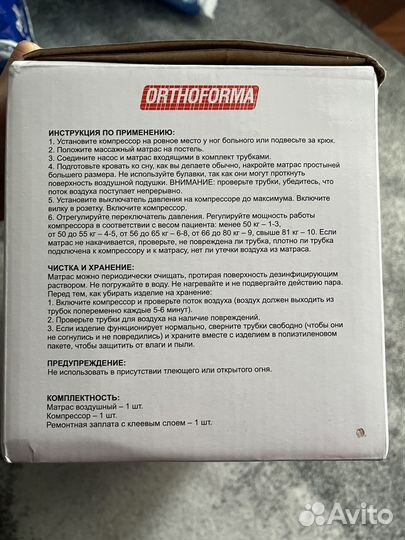 ORTHOFORMA
ИНСТРУКЦИЯ ПО ПРИМЕНЕНИЮ:
1. Установите компрессор на ровное место у ног больного или подвесьте за крюк.
2. Положите массажный матрас на постель.
3. Соедините насос и матрас входящими в комплект трубками.
4. Подготовьте кровать ко сну, как вы делаете обычно, накройте матрас простыней
большего размера. Не используйте булавки, так как они могут проткнуть
поверхность воздушной подушки. ВНИМАНИЕ: проверьте трубки, убедитесь, что
поток воздуха поступает непрерывно.
5. Установите выключатель давления на компрессоре до максимума. Включите
вилку в розетку. Включите компрессор.
6. Отрегулируйте переключатель давления. Регулируйте мощность работы
компрессора в соответствии с весом пациента: менее 50 кг – 1-3,
от 50 до 55 кг – 4-5, от 56 до 65 кг – 6-8, от 66 до 80 кг – 9, свыше 81 кг – 10. Если
матрас не накачивается, проверьте, не повреждена ли трубка, плотно ли трубка
подключена к компрессору и к матрасу, нет ли утечки воздуха из матраса.
ЧИСТКА И ХРАНЕНИЕ:
Матрас можно периодически очищать, протирая поверхность дезинфицирующим
раствором. Не погружайте в воду. Не нагревайте и не подвергайте действию пара.
Перед тем, как убирать изделие на хранение:
1. Включите компрессор и проверьте поток воздуха (воздух должен выходить из
трубок попеременно каждые 5-6 минут).
2. Проверьте трубки для воздуха на наличие повреждений.
3. Если изделие функционирует нормально, сверните трубки свободно (чтобы они
не согнулись и не повредились) и храните вместе с изделием в полиэтиленовом
пакете, чтобы защитить от влаги и пыли.
ПРЕДУПРЕЖДЕНИЕ:
Не использовать в присутствии тлеющего или открытого огня.
КОМПЛЕКТНОСТЬ:
Матрас воздушный – 1 шт.
Компрессор – 1 шт.
Ремонтная заплата с клеевым слоем – 1 шт.
Avito